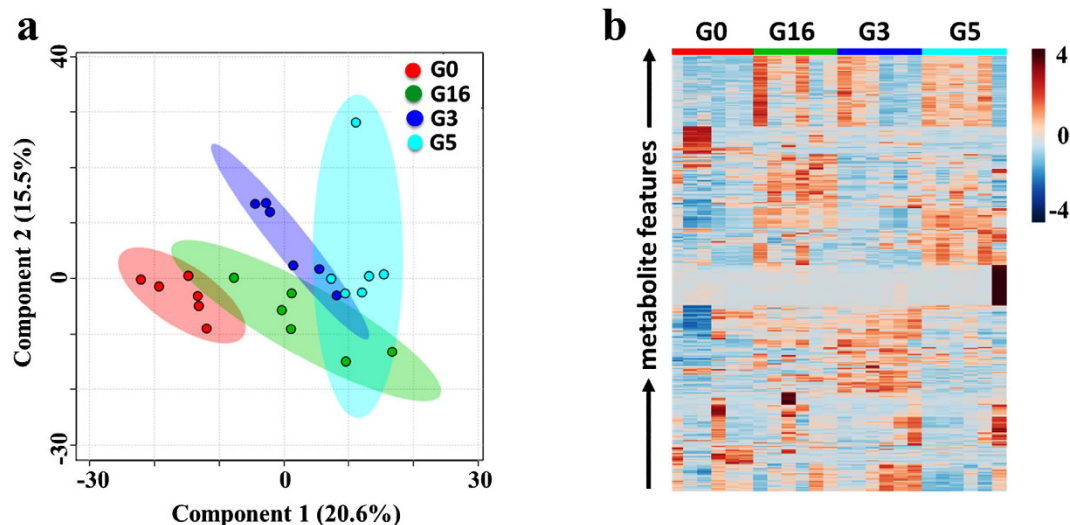 a
40
0
-30
Component 2 (15.5%)
-30
0
30
Component 1 (20.6%)
G0
G16
G3
G5
b
G0
G16
G3
G5
metabolite features
4
0
-4